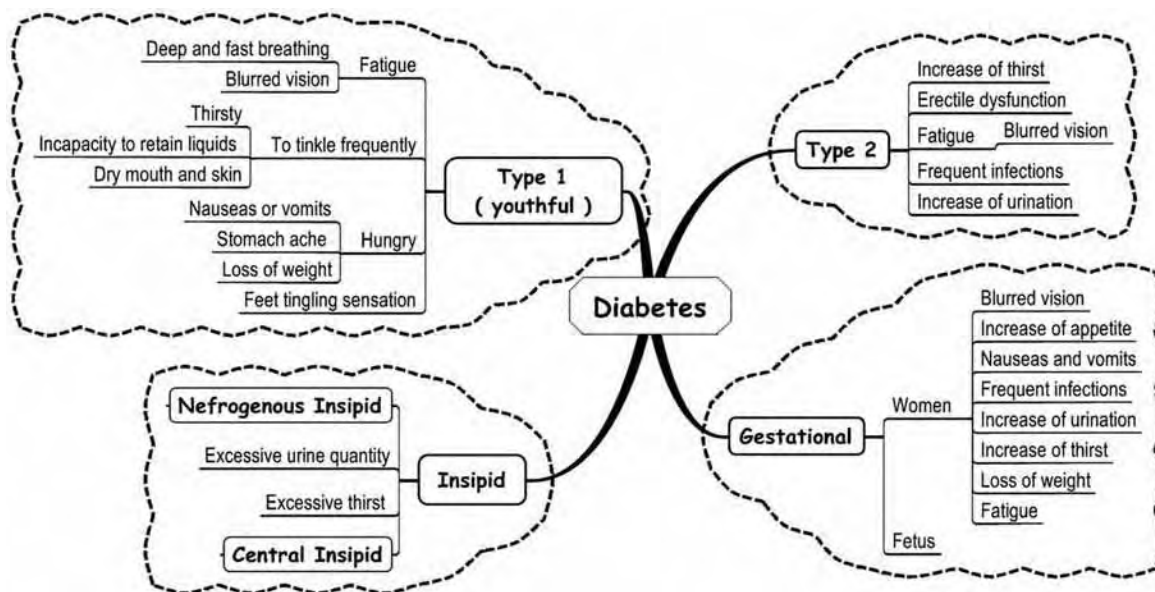 Deep and fast breathing
Blurred vision
Fatigue
Thirsty
Incapacity to retain liquids
Dry mouth and skin
To tinkle frequently
Nauseas or vomits
Stomach ache
Loss of weight
Hungry
Feet tingling sensation
Type 1
( youthful )
Diabetes
Type 2
Increase of thirst
Erectile dysfunction
Fatigue
Blurred vision
Frequent infections
Increase of urination
Nefrogenous Insipid
Excessive urine quantity
Excessive thirst
Central Insipid
Insipid
Gestational
Women
Blurred vision
Increase of appetite
Nauseas and vomits
Frequent infections
Increase of urination
Increase of thirst
Loss of weight
Fatigue
Fetus